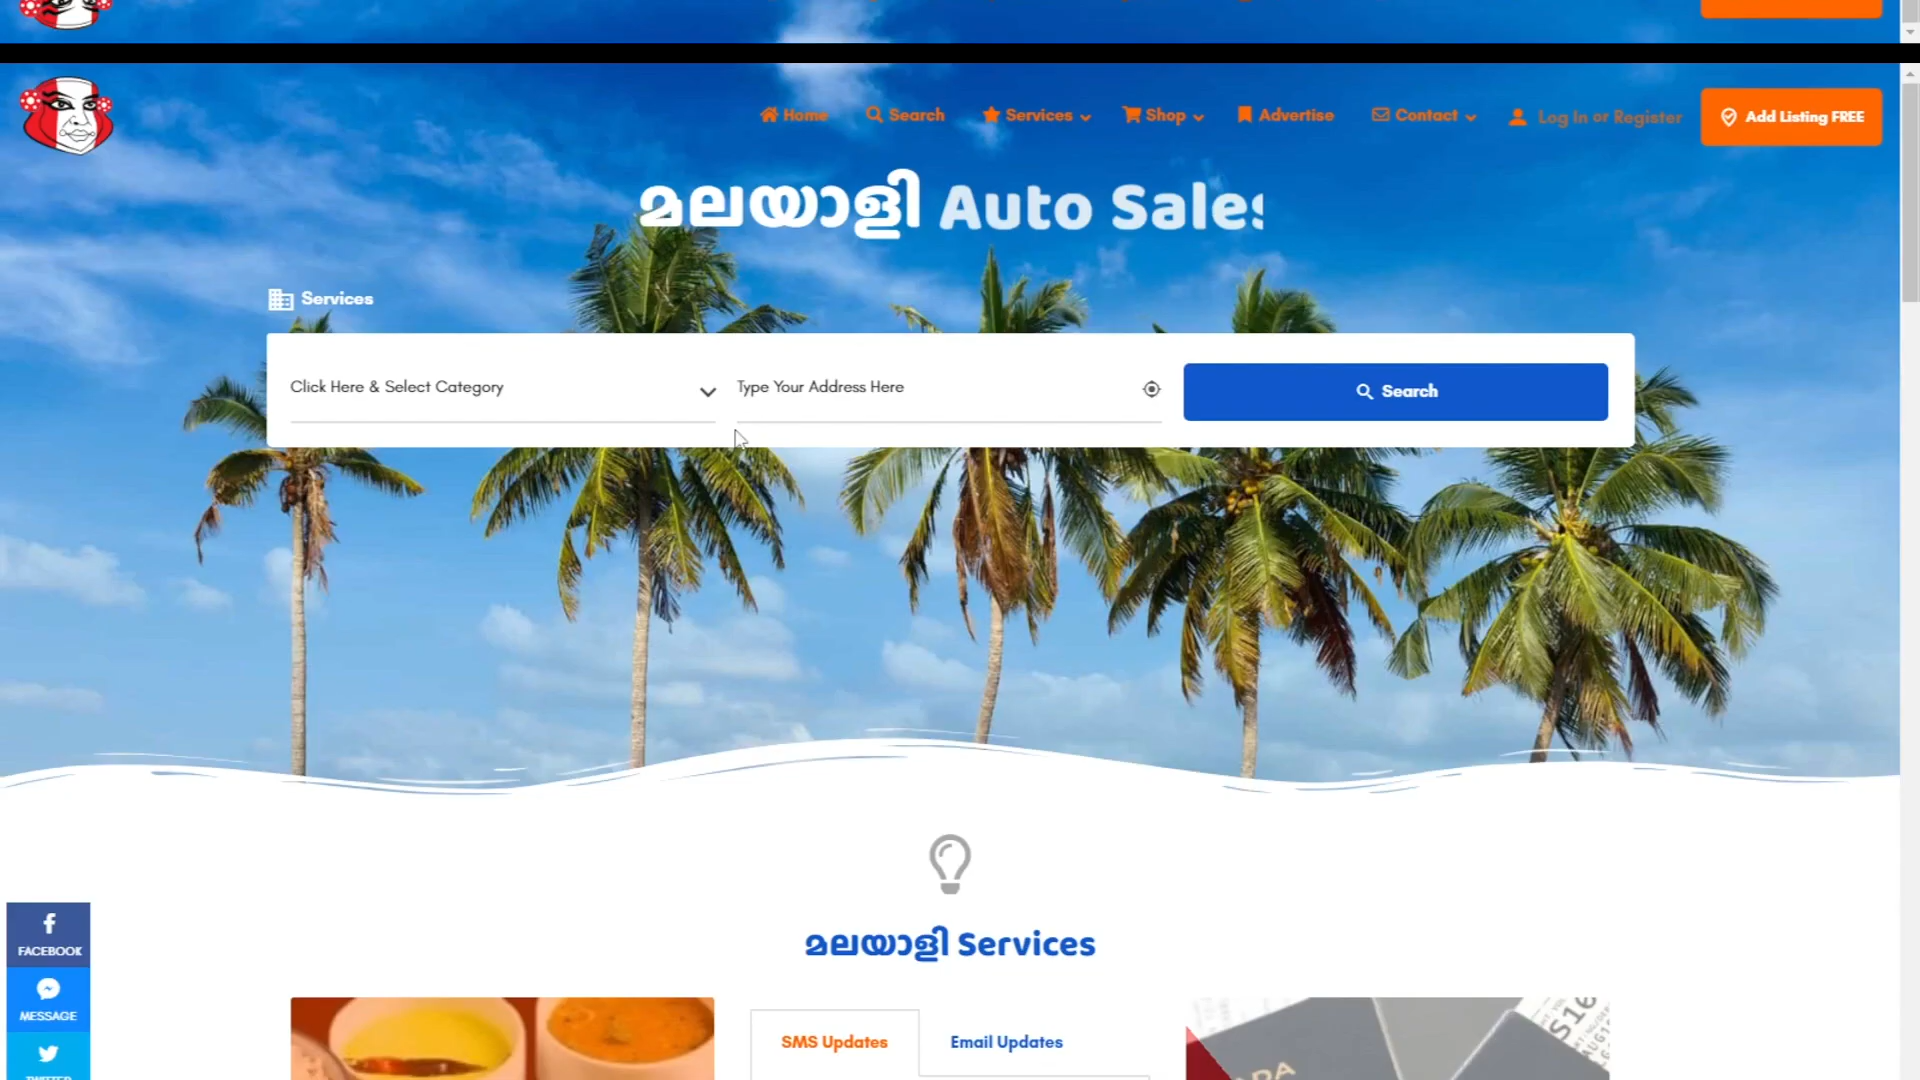 Home Search Services Shop Advertise Contact Log In or Register Add Listing FREE
മലയാളി Auto Sales
Services
Click Here & Select Category Type Your Address Here Search
മലയാളി Services
FACEBOOK
MESSAGE
SMS Updates Email Updates
TWITTER